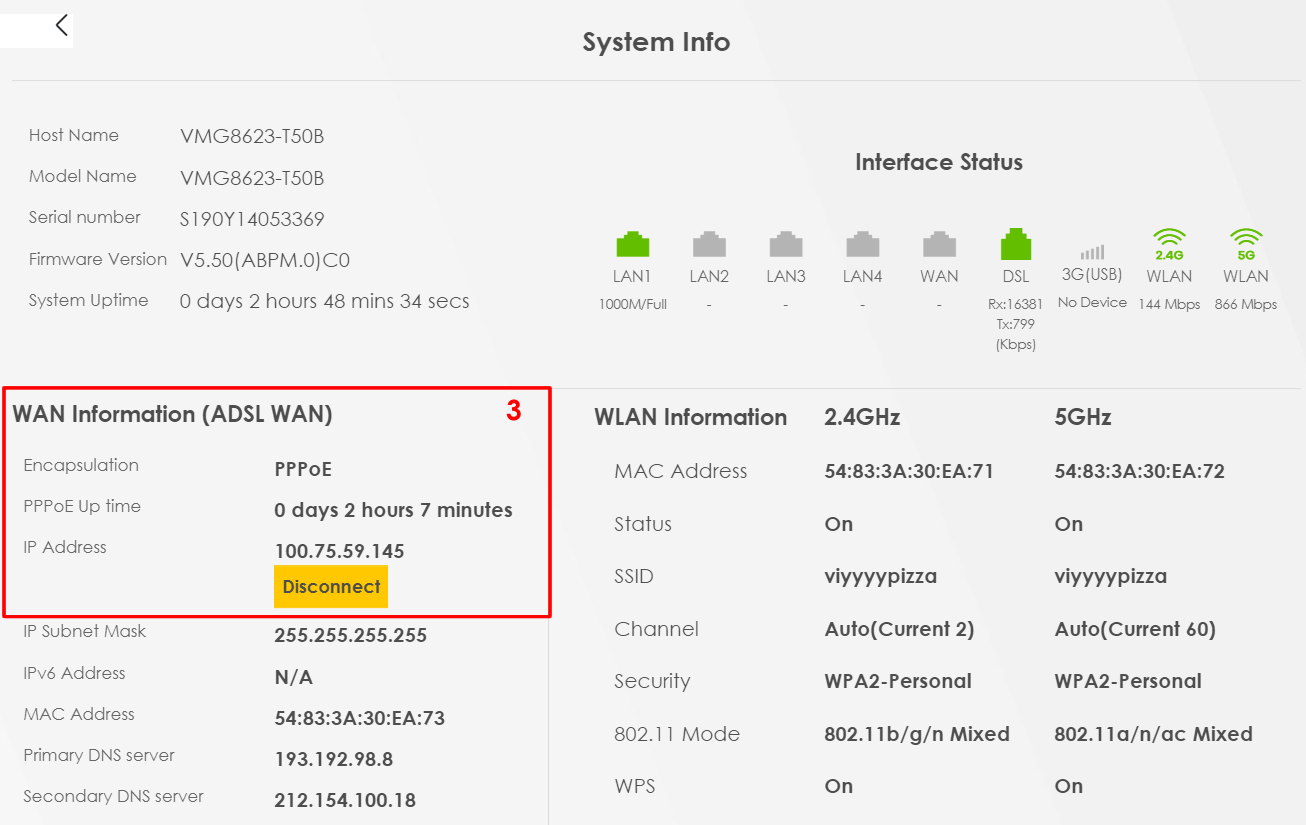 System Info
Host Name VMG8623-T50B
Model Name VMG8623-T50B
Serial number S190Y14053369
Firmware Version V5.50(ABPM.0)C0
System Uptime 0 days 2 hours 48 mins 34 secs
Interface Status
2.4G 5G
LAN1 LAN2 LAN3 LAN4 WAN DSL 3G(USB) WLAN WLAN
1000M/Full - - - - Rx:16381 No Device 144 Mbps 866 Mbps
Tx:799
(Kbps)
WAN Information (ADSL WAN) 3
Encapsulation PPPoE
PPPoE Up time 0 days 2 hours 7 minutes
IP Address 100.75.59.145
Disconnect
IP Subnet Mask 255.255.255.255
IPv6 Address N/A
MAC Address 54:83:3A:30:EA:73
Primary DNS server 193.192.98.8
Secondary DNS server 212.154.100.18
WLAN Information 2.4GHz 5GHz
MAC Address 54:83:3A:30:EA:71 54:83:3A:30:EA:72
Status On On
SSID viyyyypizza viyyyypizza
Channel Auto(Current 2) Auto(Current 60)
Security WPA2-Personal WPA2-Personal
802.11 Mode 802.11b/g/n Mixed 802.11a/n/ac Mixed
WPS On On